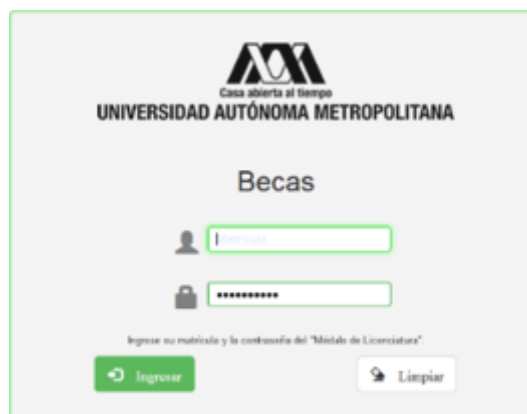 Casa abierta al tiempo
UNIVERSIDAD AUTÓNOMA METROPOLITANA
Becas
Matrícula
••••••••••
Ingrese su matrícula y la contraseña del "Módulo de Licenciatura".
Ingresar
Limpiar